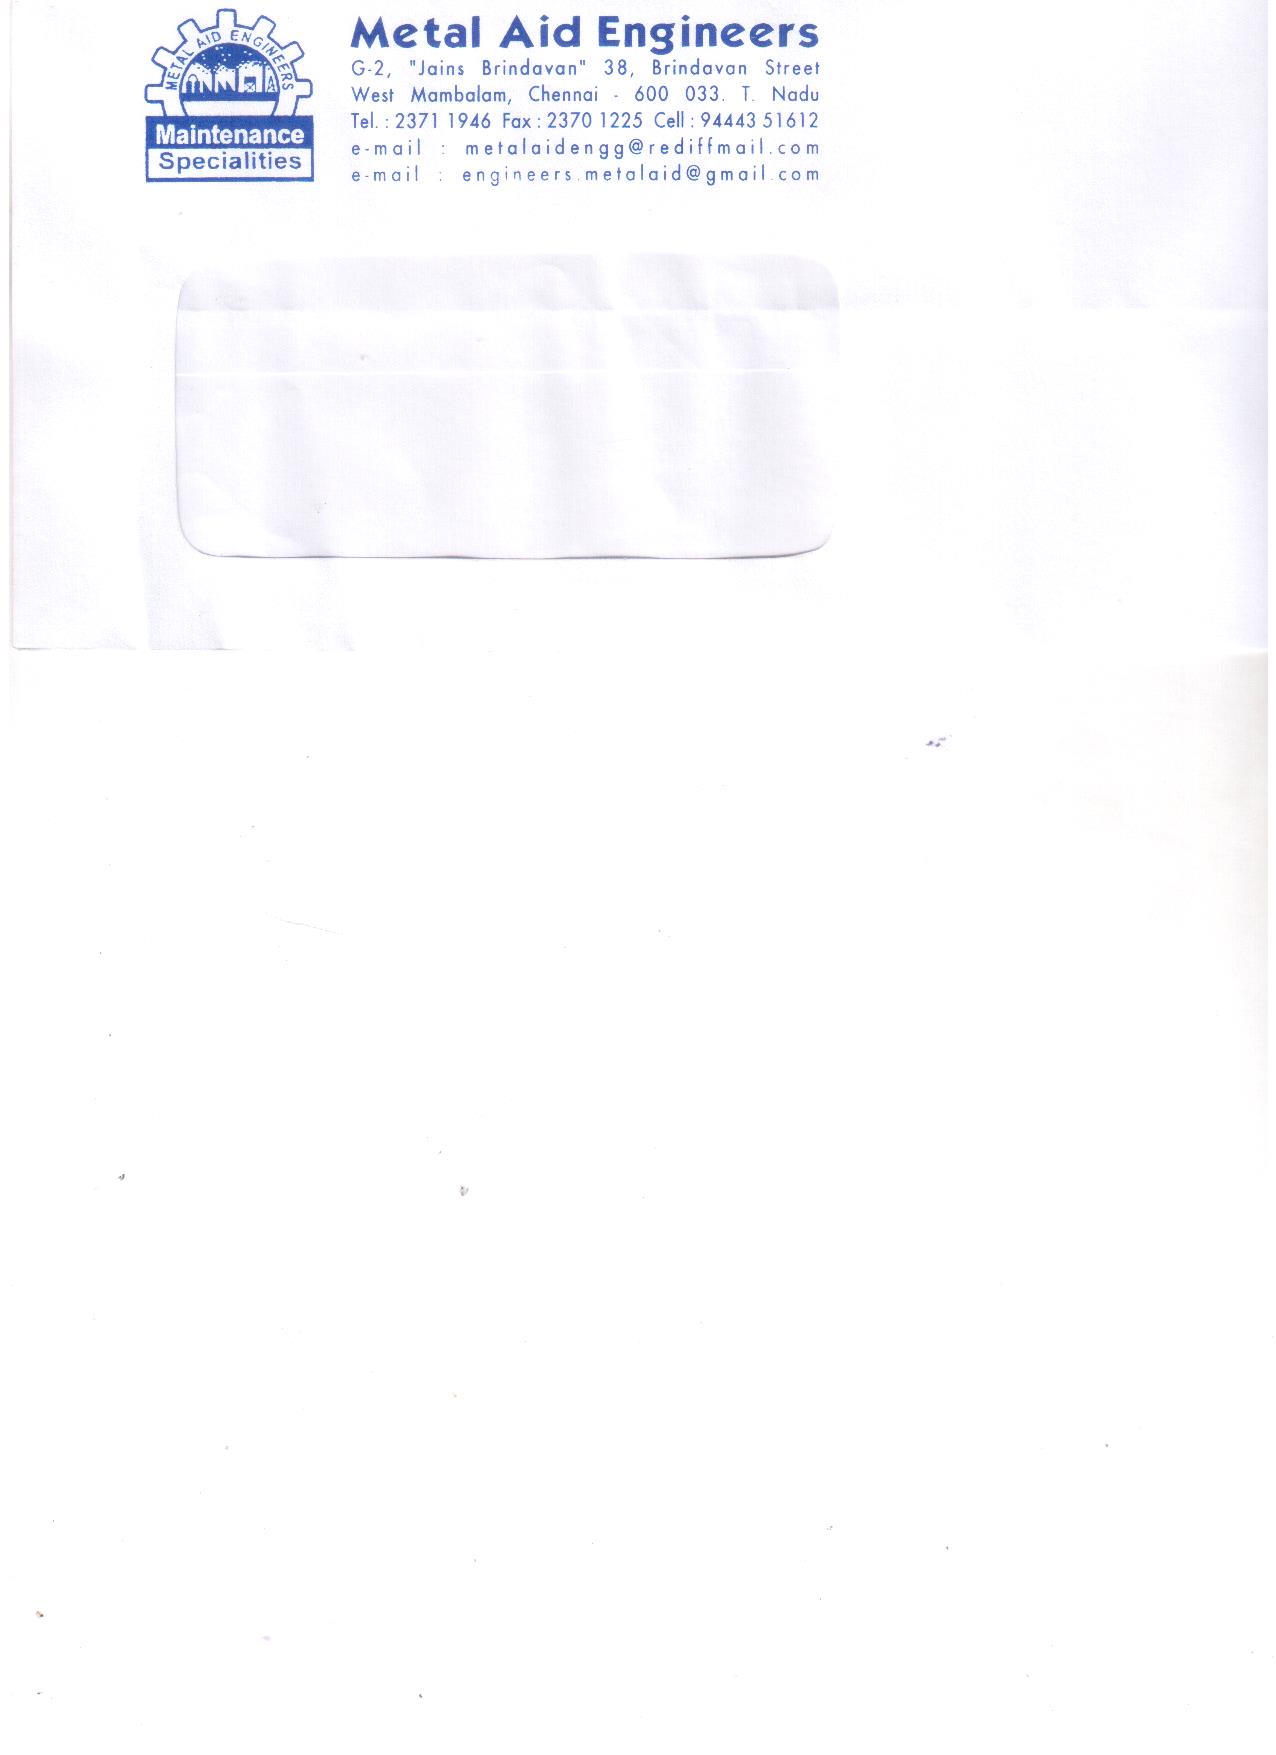 METAL AID ENGINEERS
Maintenance
Specialities
Metal Aid Engineers
G-2, "Jains Brindavan" 38, Brindavan Street
West Mambalam, Chennai - 600 033. T. Nadu
Tel. : 2371 1946 Fax : 2370 1225 Cell : 94443 51612
e-mail : metalaidengg@rediffmail.com
e-mail : engineers.metalaid@gmail.com